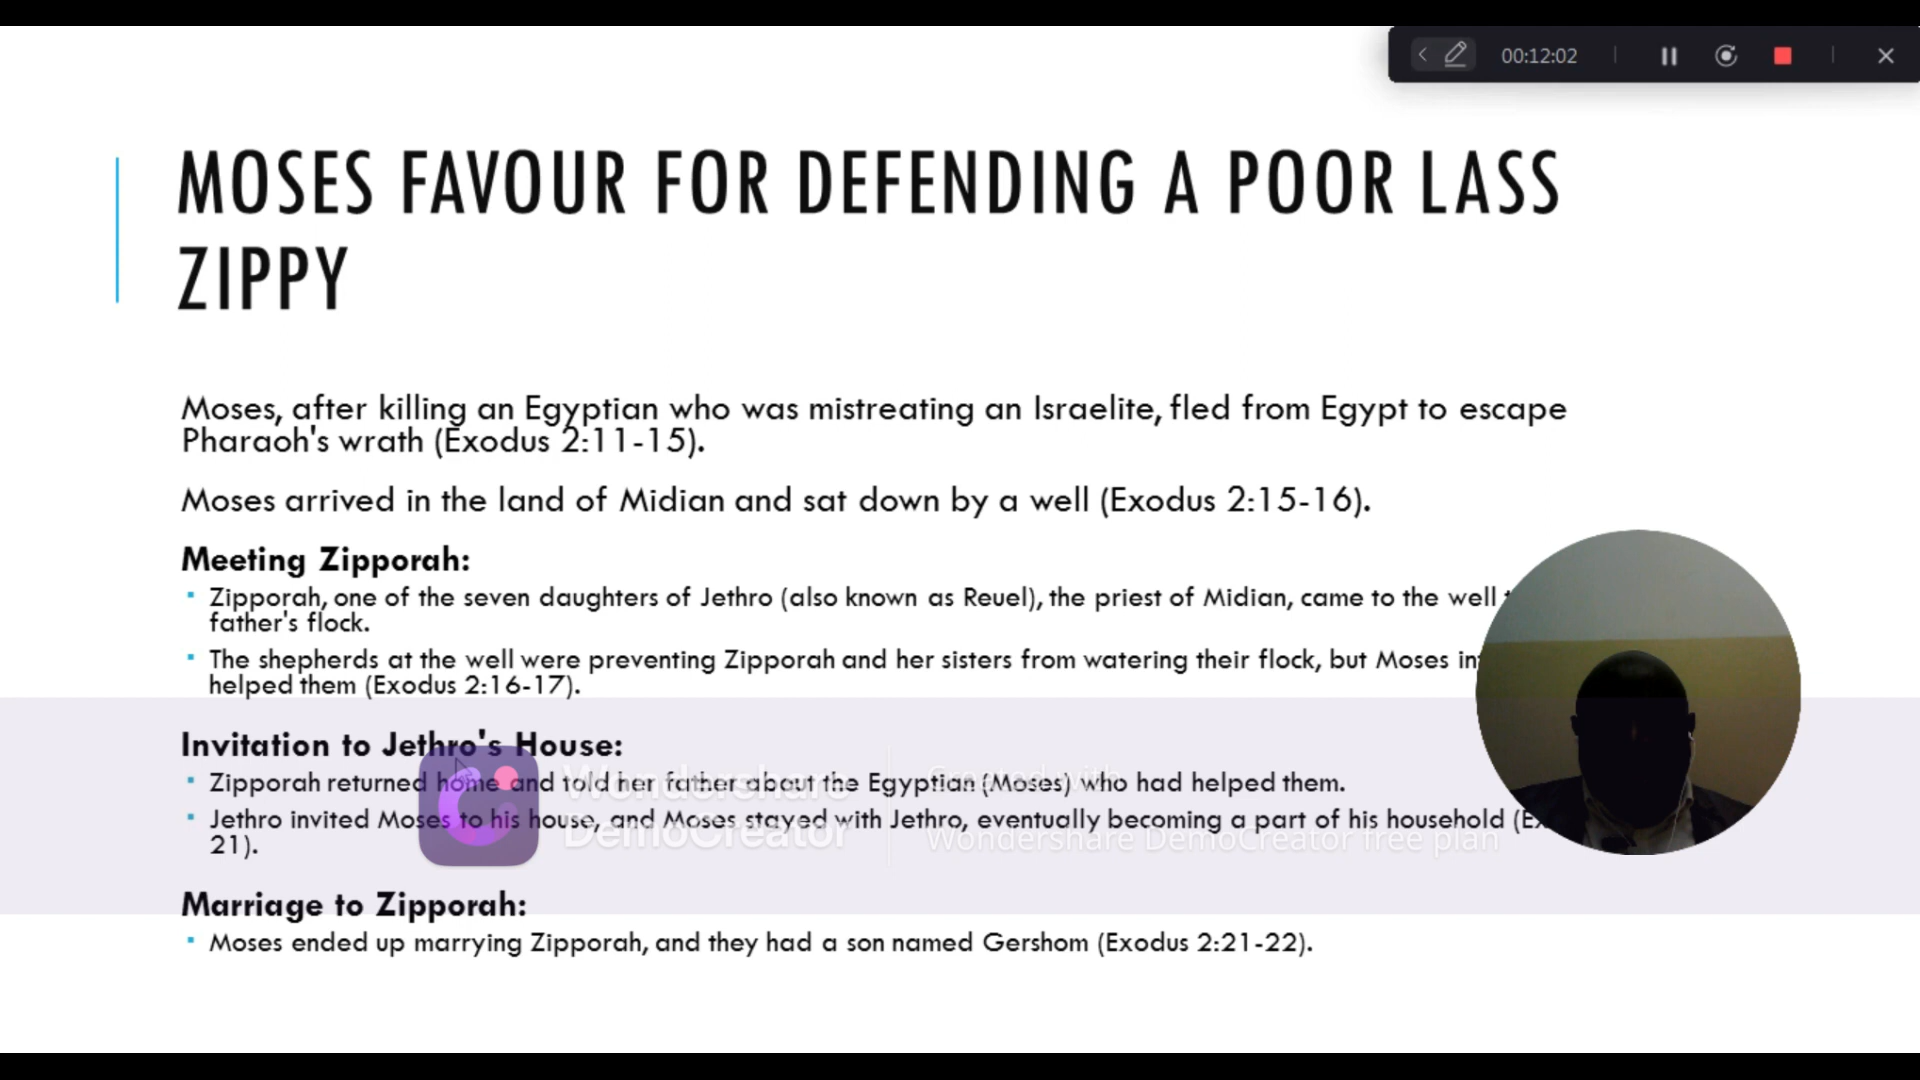 00:12:02
MOSES FAVOUR FOR DEFENDING A POOR LASS
ZIPPY
Moses, after killing an Egyptian who was mistreating an Israelite, fled from Egypt to escape
Pharaoh's wrath (Exodus 2:11-15).
Moses arrived in the land of Midian and sat down by a well (Exodus 2:15-16).
Meeting Zipporah:
Zipporah, one of the seven daughters of Jethro (also known as Reuel), the priest of Midian, came to the well
father's flock.
The shepherds at the well were preventing Zipporah and her sisters from watering their flock, but Moses
helped them (Exodus 2:16-17).
Invitation to Jethro's House:
Zipporah returned home and told her father about the Egyptian (Moses) who had helped them.
Jethro invited Moses to his house, and Moses stayed with Jethro, eventually becoming a part of his household
21).
Wondershare
DemoCreator
Created with
Wondershare DemoCreator free plan
Marriage to Zipporah:
Moses ended up marrying Zipporah, and they had a son named Gershom (Exodus 2:21-22).